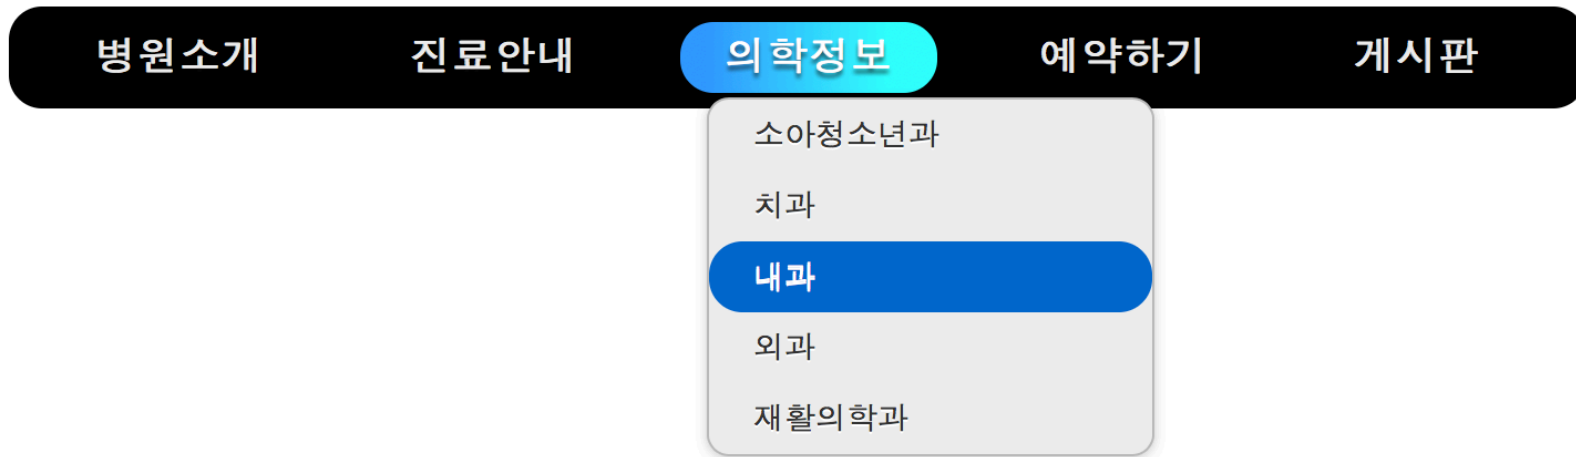 병원소개 진료안내 의학정보 예약하기 게시판
소아청소년과
치과
내과
외과
재활의학과